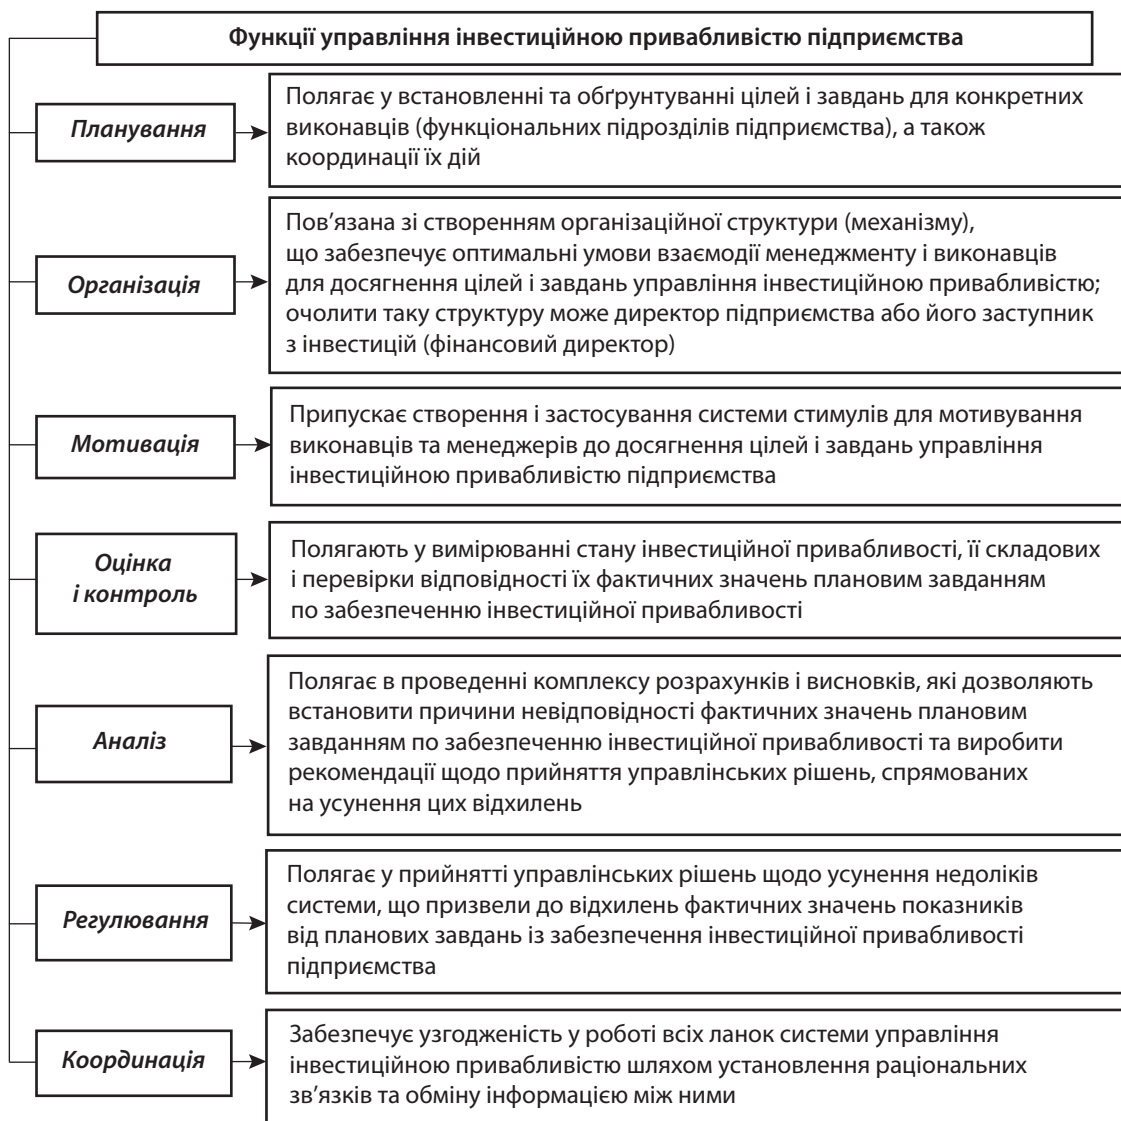 Функції управління інвестиційною привабливістю підприємства
Планування
Полягає у встановленні та обґрунтуванні цілей і завдань для конкретних
виконавців (функціональних підрозділів підприємства), а також
координації їх дій
Організація
Пов’язана зі створенням організаційної структури (механізму),
що забезпечує оптимальні умови взаємодії менеджменту і виконавців
для досягнення цілей і завдань управління інвестиційною привабливістю;
очолити таку структуру може директор підприємства або його заступник
з інвестицій (фінансовий директор)
Мотивація
Припускає створення і застосування системи стимулів для мотивування
виконавців та менеджерів до досягнення цілей і завдань управління
інвестиційною привабливістю підприємства
Оцінка
і контроль
Полягають у вимірюванні стану інвестиційної привабливості, її складових
і перевірки відповідності їх фактичних значень плановим завданням
по забезпеченню інвестиційної привабливості
Аналіз
Полягає в проведенні комплексу розрахунків і висновків, які дозволяють
встановити причини невідповідності фактичних значень плановим
завданням по забезпеченню інвестиційної привабливості та виробити
рекомендації щодо прийняття управлінських рішень, спрямованих
на усунення цих відхилень
Регулювання
Полягає у прийнятті управлінських рішень щодо усунення недоліків
системи, що призвели до відхилень фактичних значень показників
від планових завдань із забезпечення інвестиційної привабливості
підприємства
Координація
Забезпечує узгодженість у роботі всіх ланок системи управління
інвестиційною привабливістю шляхом установлення раціональних
зв’язків та обміну інформацією між ними